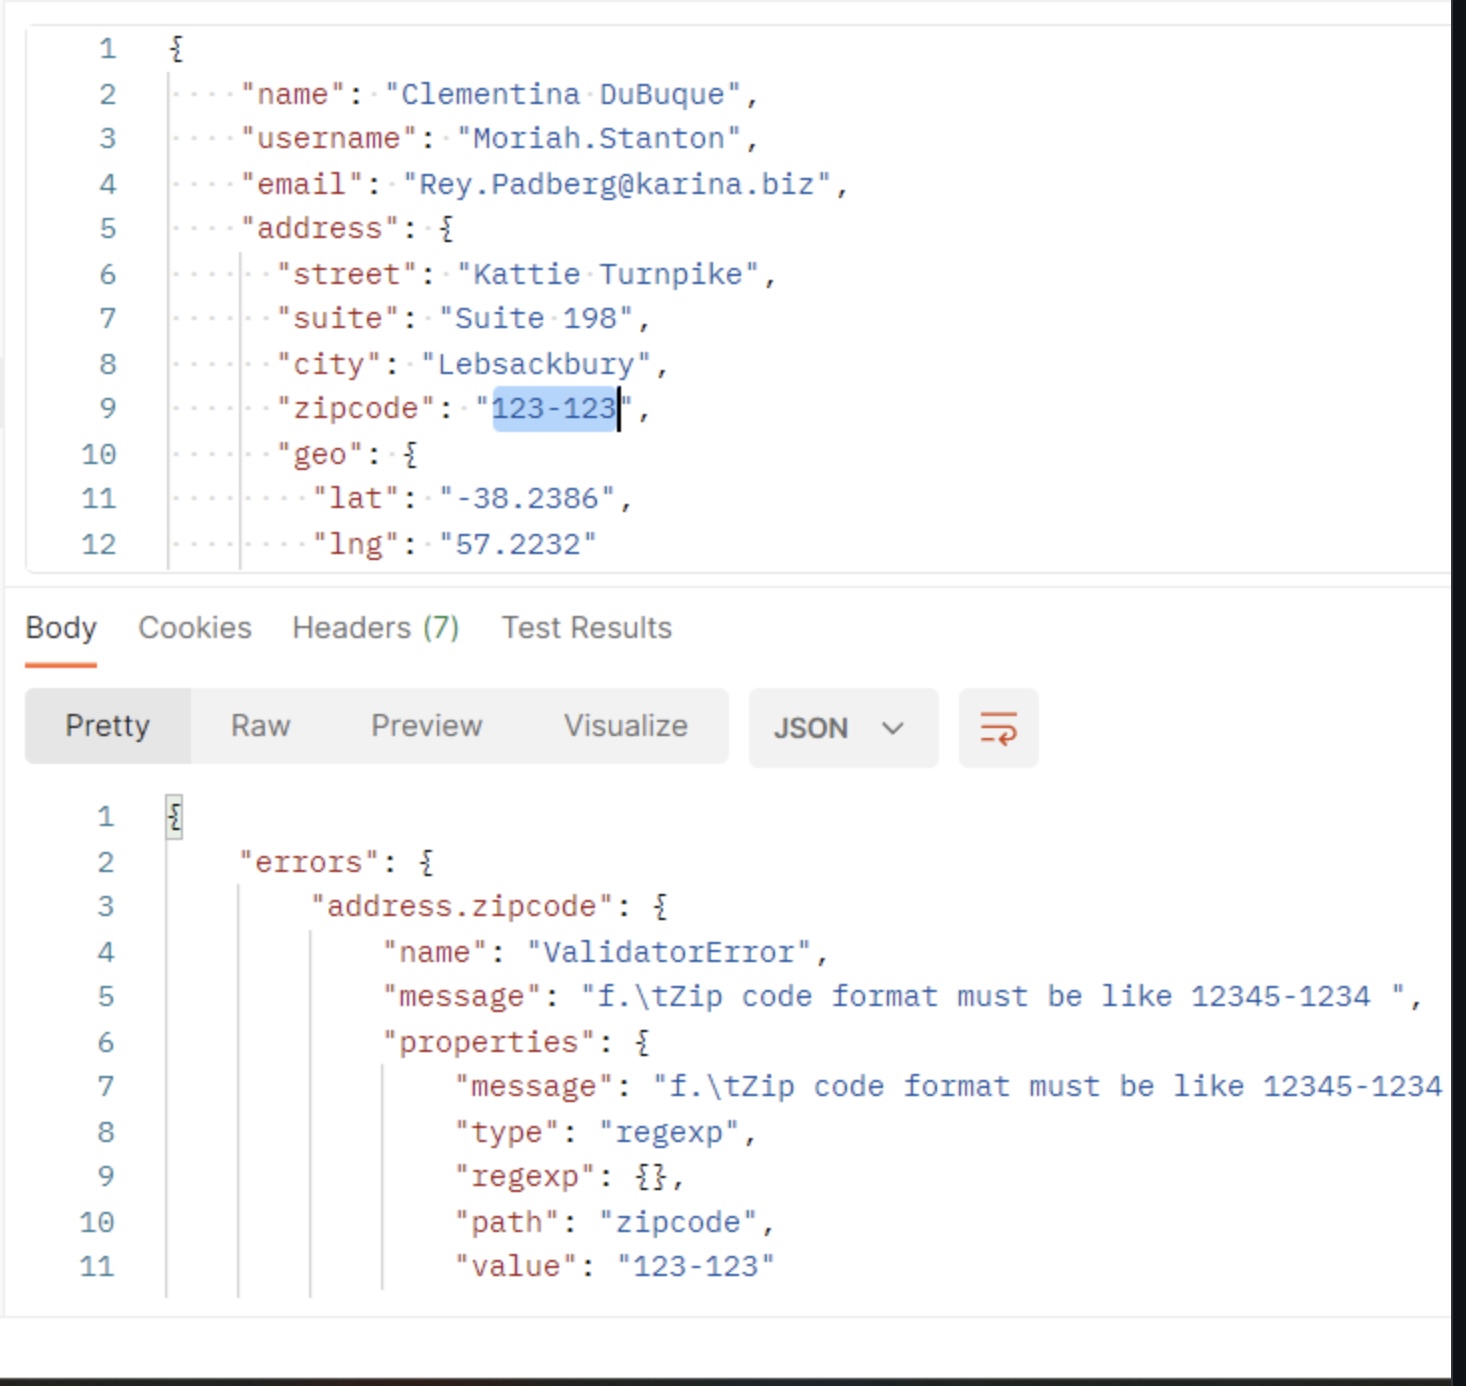 1 {
2 "name": "Clementina DuBuque",
3 "username": "Moriah.Stanton",
4 "email": "Rey.Padberg@karina.biz",
5 "address": {
6 "street": "Kattie Turnpike",
7 "suite": "Suite 198",
8 "city": "Lebsackbury",
9 "zipcode": "123-123",
10 "geo": {
11 "lat": "-38.2386",
12 "lng": "57.2232"
Body Cookies Headers (7) Test Results
Pretty Raw Preview Visualize JSON
1 {
2 "errors": {
3 "address.zipcode": {
4 "name": "ValidatorError",
5 "message": "f.\tZip code format must be like 12345-1234 ",
6 "properties": {
7 "message": "f.\tZip code format must be like 12345-1234
8 "type": "regexp",
9 "regexp": {},
10 "path": "zipcode",
11 "value": "123-123"